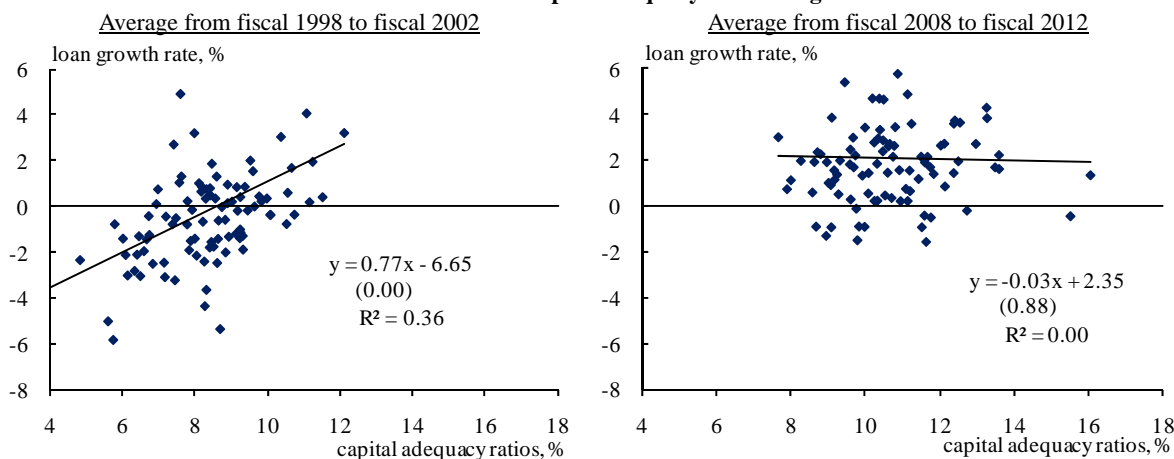 Average from fiscal 1998 to fiscal 2002
loan growth rate, %
6
4
2
0
-2
-4
-6
-8
y = 0.77x - 6.65
(0.00)
R² = 0.36
4 6 8 10 12 14 16 18
capital adequacy ratios, %
Average from fiscal 2008 to fiscal 2012
loan growth rate, %
6
4
2
0
-2
-4
-6
-8
y = -0.03x + 2.35
(0.88)
R² = 0.00
4 6 8 10 12 14 16 18
capital adequacy ratios, %